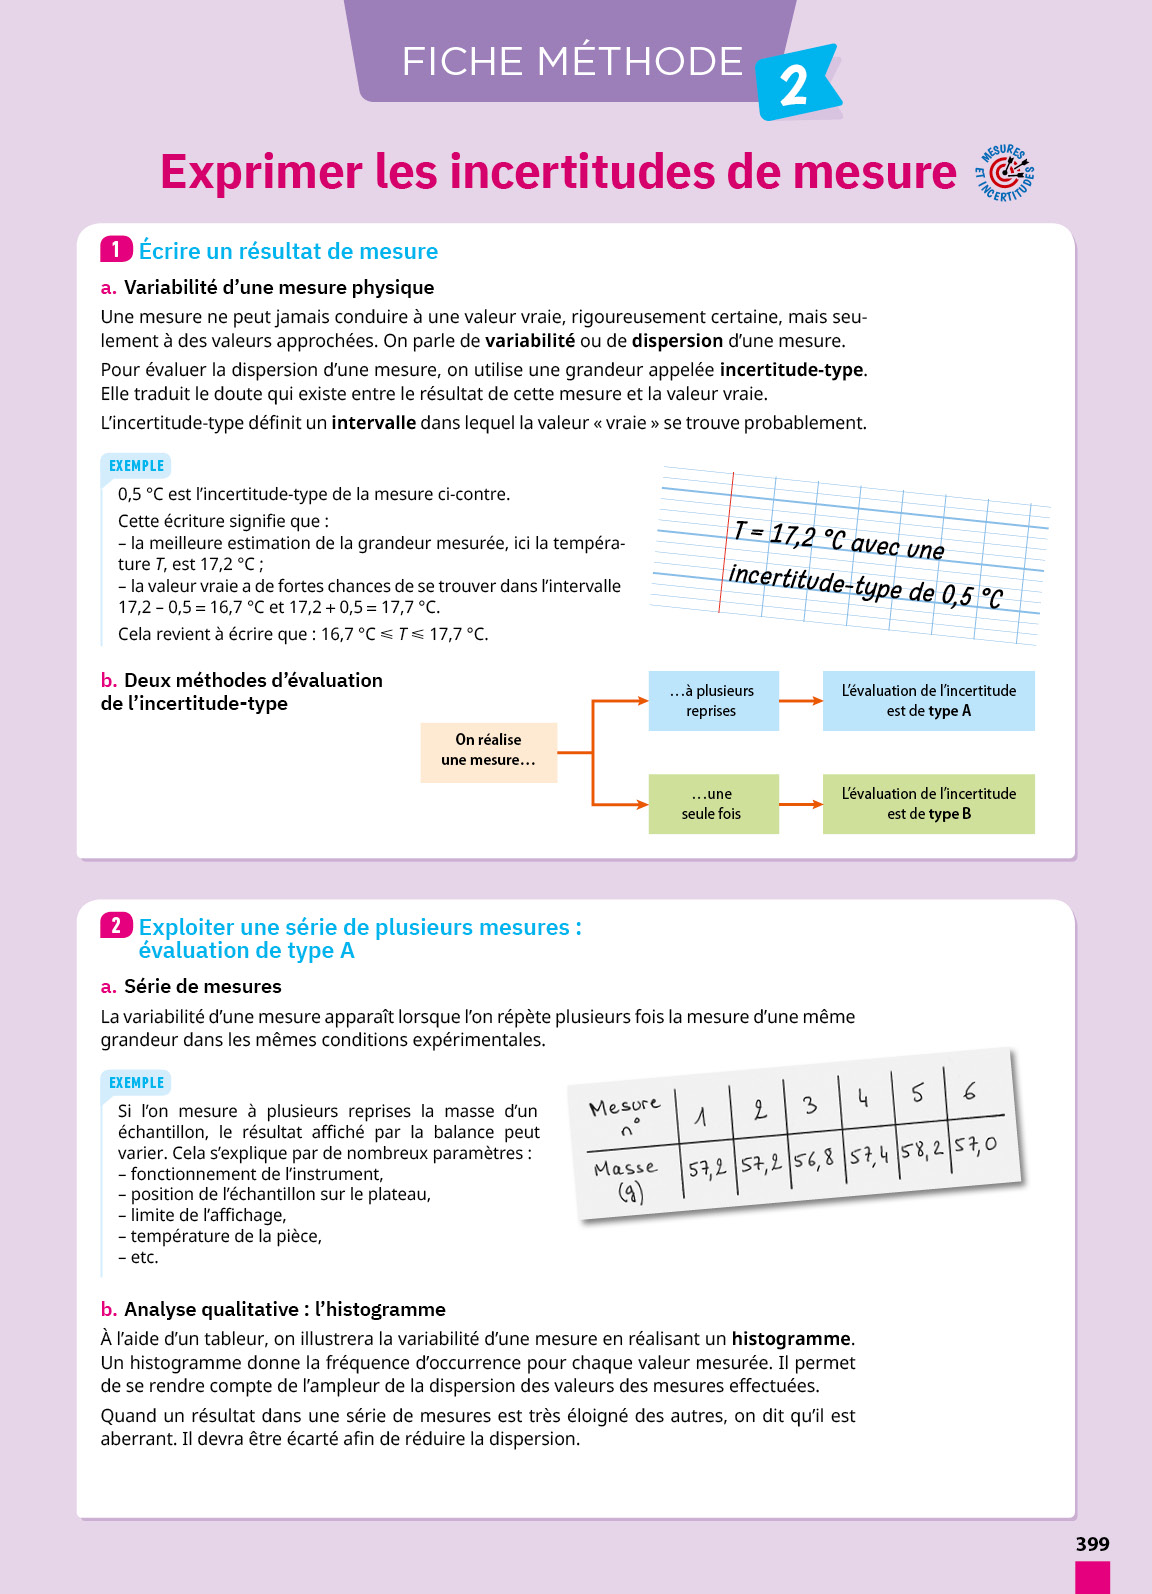 FICHE MÉTHODE 2
Exprimer les incertitudes de mesure
MESURES
ET INCERTITUDES
1 Écrire un résultat de mesure
a. Variabilité d’une mesure physique
Une mesure ne peut jamais conduire à une valeur vraie, rigoureusement certaine, mais seu-
lement à des valeurs approchées. On parle de variabilité ou de dispersion d’une mesure.
Pour évaluer la dispersion d’une mesure, on utilise une grandeur appelée incertitude-type.
Elle traduit le doute qui existe entre le résultat de cette mesure et la valeur vraie.
L’incertitude-type définit un intervalle dans lequel la valeur « vraie » se trouve probablement.
EXEMPLE
0,5 °C est l’incertitude-type de la mesure ci-contre.
Cette écriture signifie que :
– la meilleure estimation de la grandeur mesurée, ici la tempéra-
ture T, est 17,2 °C ;
– la valeur vraie a de fortes chances de se trouver dans l’intervalle
17,2 – 0,5 = 16,7 °C et 17,2 + 0,5 = 17,7 °C.
Cela revient à écrire que : 16,7 °C ⩽ T ⩽ 17,7 °C.
T = 17,2 °C avec une
incertitude-type de 0,5 °C
b. Deux méthodes d’évaluation
de l’incertitude-type
On réalise
une mesure…
…à plusieurs
reprises
L’évaluation de l’incertitude
est de type A
…une
seule fois
L’évaluation de l’incertitude
est de type B
2 Exploiter une série de plusieurs mesures :
évaluation de type A
a. Série de mesures
La variabilité d’une mesure apparaît lorsque l’on répète plusieurs fois la mesure d’une même
grandeur dans les mêmes conditions expérimentales.
EXEMPLE
Si l’on mesure à plusieurs reprises la masse d’un
échantillon, le résultat affiché par la balance peut
varier. Cela s’explique par de nombreux paramètres :
– fonctionnement de l’instrument,
– position de l’échantillon sur le plateau,
– limite de l’affichage,
– température de la pièce,
– etc.
Mesure n° 1 2 3 4 5 6
Masse (g) 57,2 57,2 56,8 57,4 58,2 57,0
b. Analyse qualitative : l’histogramme
À l’aide d’un tableur, on illustrera la variabilité d’une mesure en réalisant un histogramme.
Un histogramme donne la fréquence d’occurrence pour chaque valeur mesurée. Il permet
de se rendre compte de l’ampleur de la dispersion des valeurs des mesures effectuées.
Quand un résultat dans une série de mesures est très éloigné des autres, on dit qu’il est
aberrant. Il devra être écarté afin de réduire la dispersion.
399